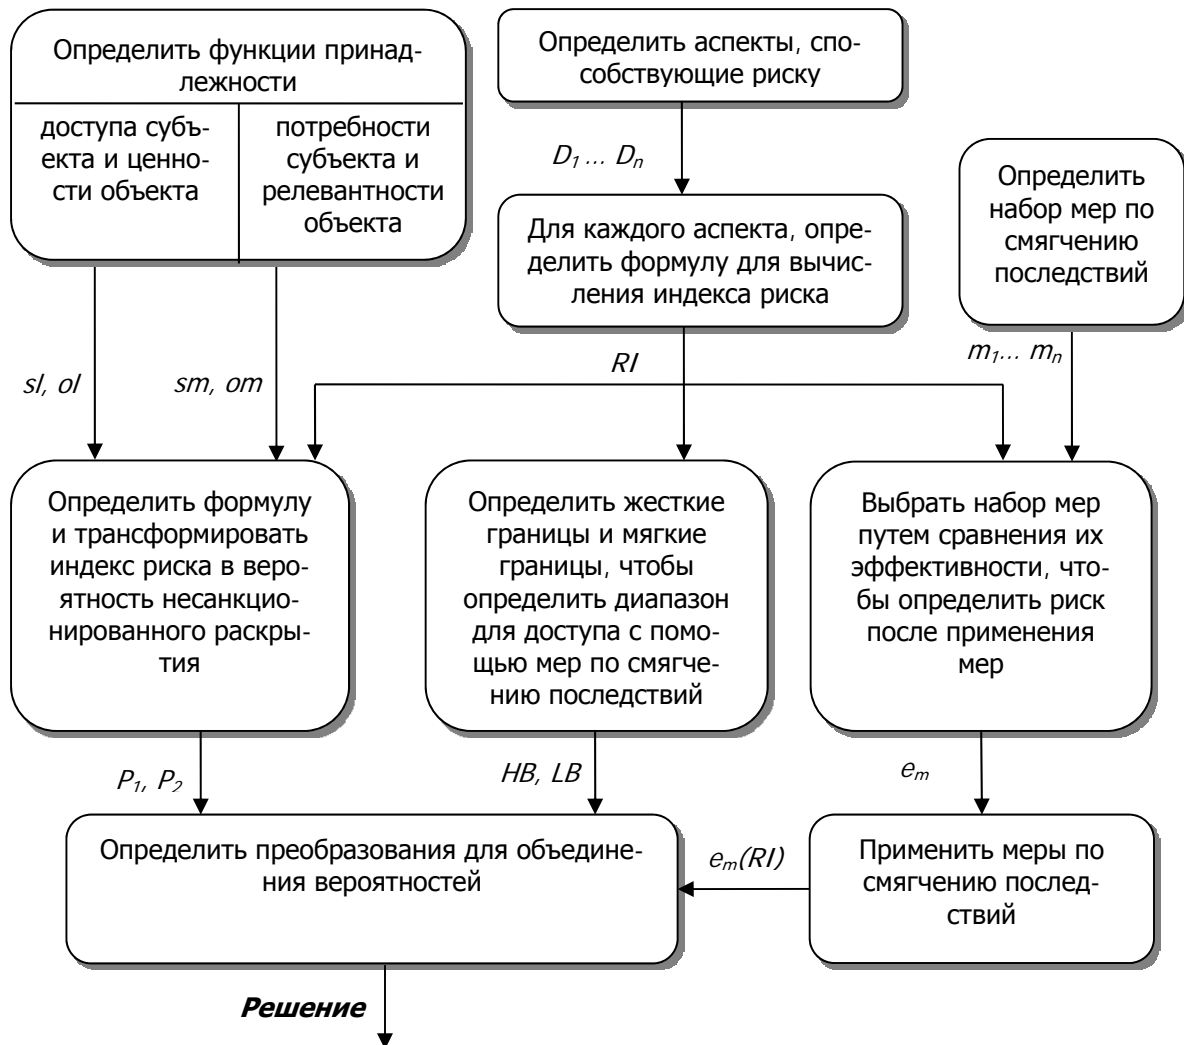 Определить функции принад-
лежности
доступа субъ-
екта и ценно-
сти объекта
потребности
субъекта и
релевантности
объекта
Определить аспекты, спо-
собствующие риску
D₁ ... Dₙ
Для каждого аспекта, опре-
делить формулу для вычис-
ления индекса риска
Определить
набор мер по
смягчению
последствий
sl, ol
sm, om
RI
m₁... mₙ
Определить формулу
и трансформировать
индекс риска в веро-
ятность несанкцио-
нированного раскры-
тия
Определить жесткие
границы и мягкие
границы, чтобы
определить диапазон
для доступа с помо-
щью мер по смягче-
нию последствий
Выбрать набор мер
путем сравнения их
эффективности, что-
бы определить риск
после применения
мер
P₁, P₂
HB, LB
eₘ
Определить преобразования для объедине-
ния вероятностей
eₘ(RI)
Применить меры по
смягчению послед-
ствий
Решение